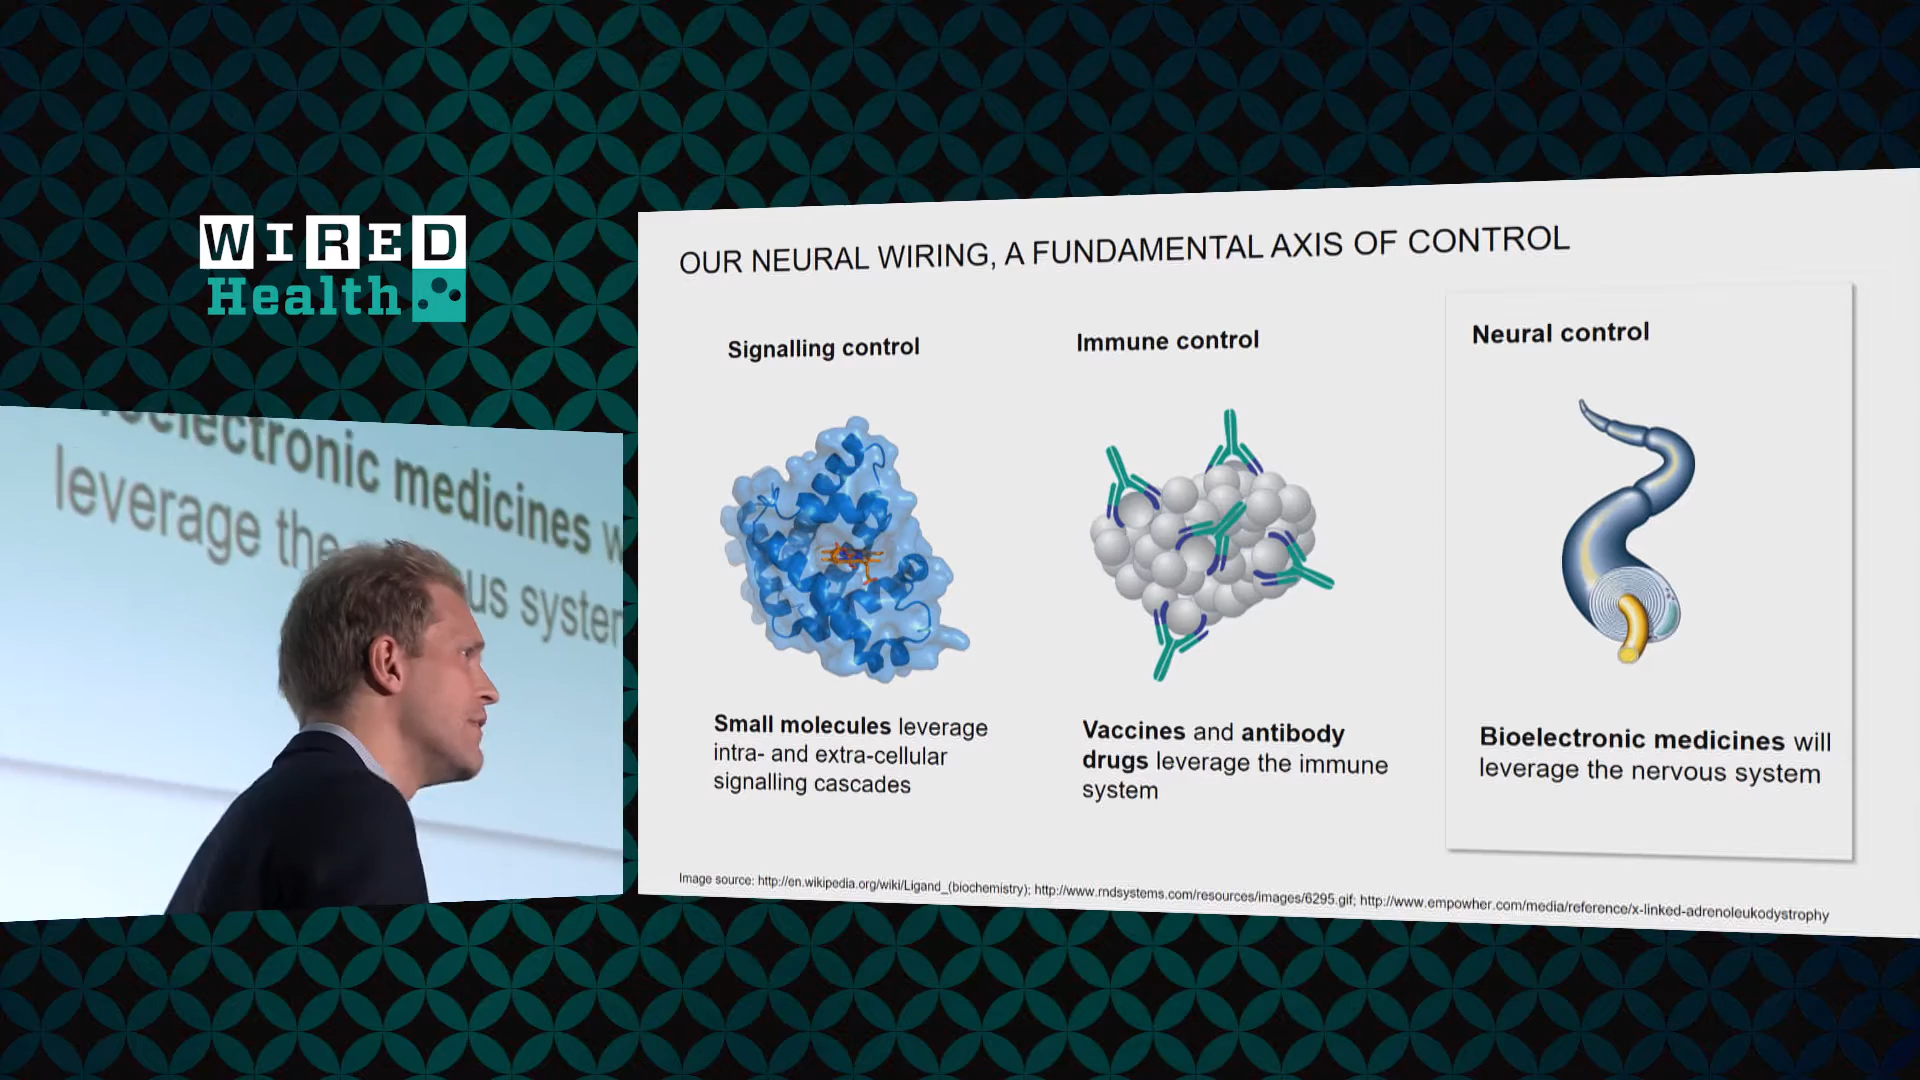 WIRED
Health
OUR NEURAL WIRING, A FUNDAMENTAL AXIS OF CONTROL
Signalling control
Immune control
Neural control
Small molecules leverage
intra- and extra-cellular
signalling cascades
Vaccines and antibody
drugs leverage the immune
system
Bioelectronic medicines will
leverage the nervous system
Image source: http://en.wikipedia.org/wiki/Ligand_(biochemistry); http://www.rndsystems.com/resources/images/6295.gif; http://www.empowher.com/media/reference/x-linked-adrenoleukodystrophy
medicines
leverage the